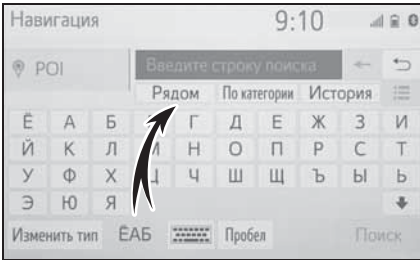 Навигация 9:10
POI Введите строку поиска
Рядом По категории История
Ё А Б Г Д Е Ж З И
Й К Л И Н О П Р С Т
У Ф Х Ц Ч Ш Щ Ъ Ы Ь
Э Ю Я
Изменить тип ЁАБ Пробел Поиск